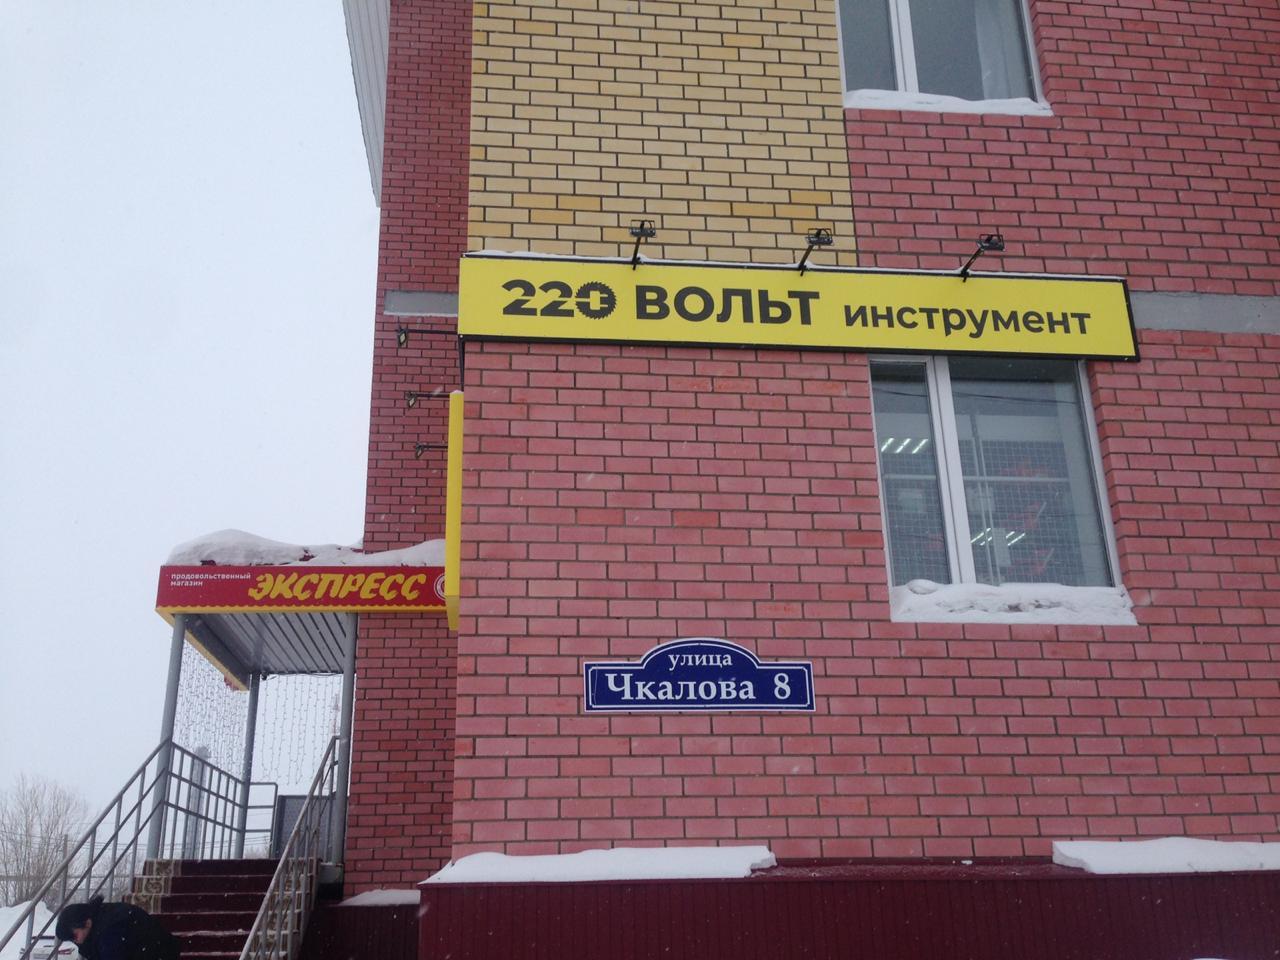 220 ВОЛЬТ инструмент
продовольственный
магазин
ЭКСПРЕСС
улица
Чкалова 8